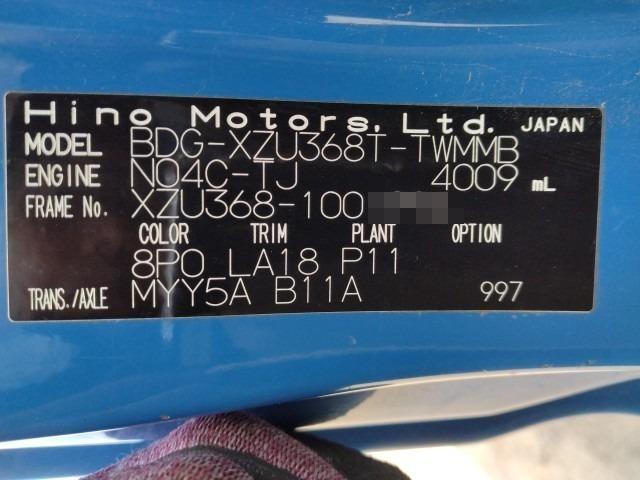 Hino Motors, Ltd. JAPAN
MODEL BDG-XZU368T-TWMMB
ENGINE N04C-TJ 4009 mL
FRAME No. XZU368-100
COLOR TRIM PLANT OPTION
8P0 LA18 P11
TRANS./AXLE MYY5A B11A 997